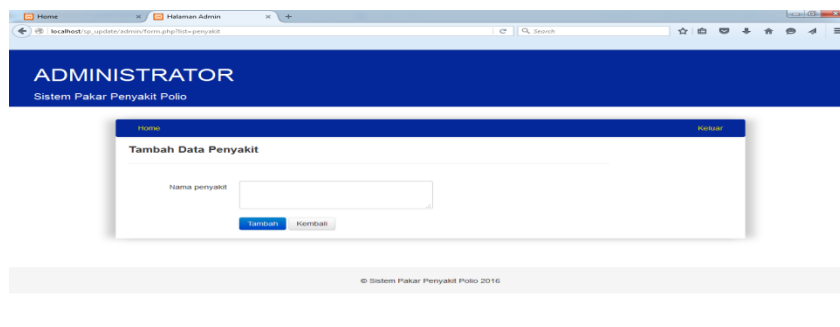 Home
Halaman Admin
localhost/sp_update/admin/form.php?list=penyakit
Search
ADMINISTRATOR
Sistem Pakar Penyakit Polio
Home
Keluar
Tambah Data Penyakit
Nama penyakit
Tambah
Kembali
© Sistem Pakar Penyakit Polio 2016